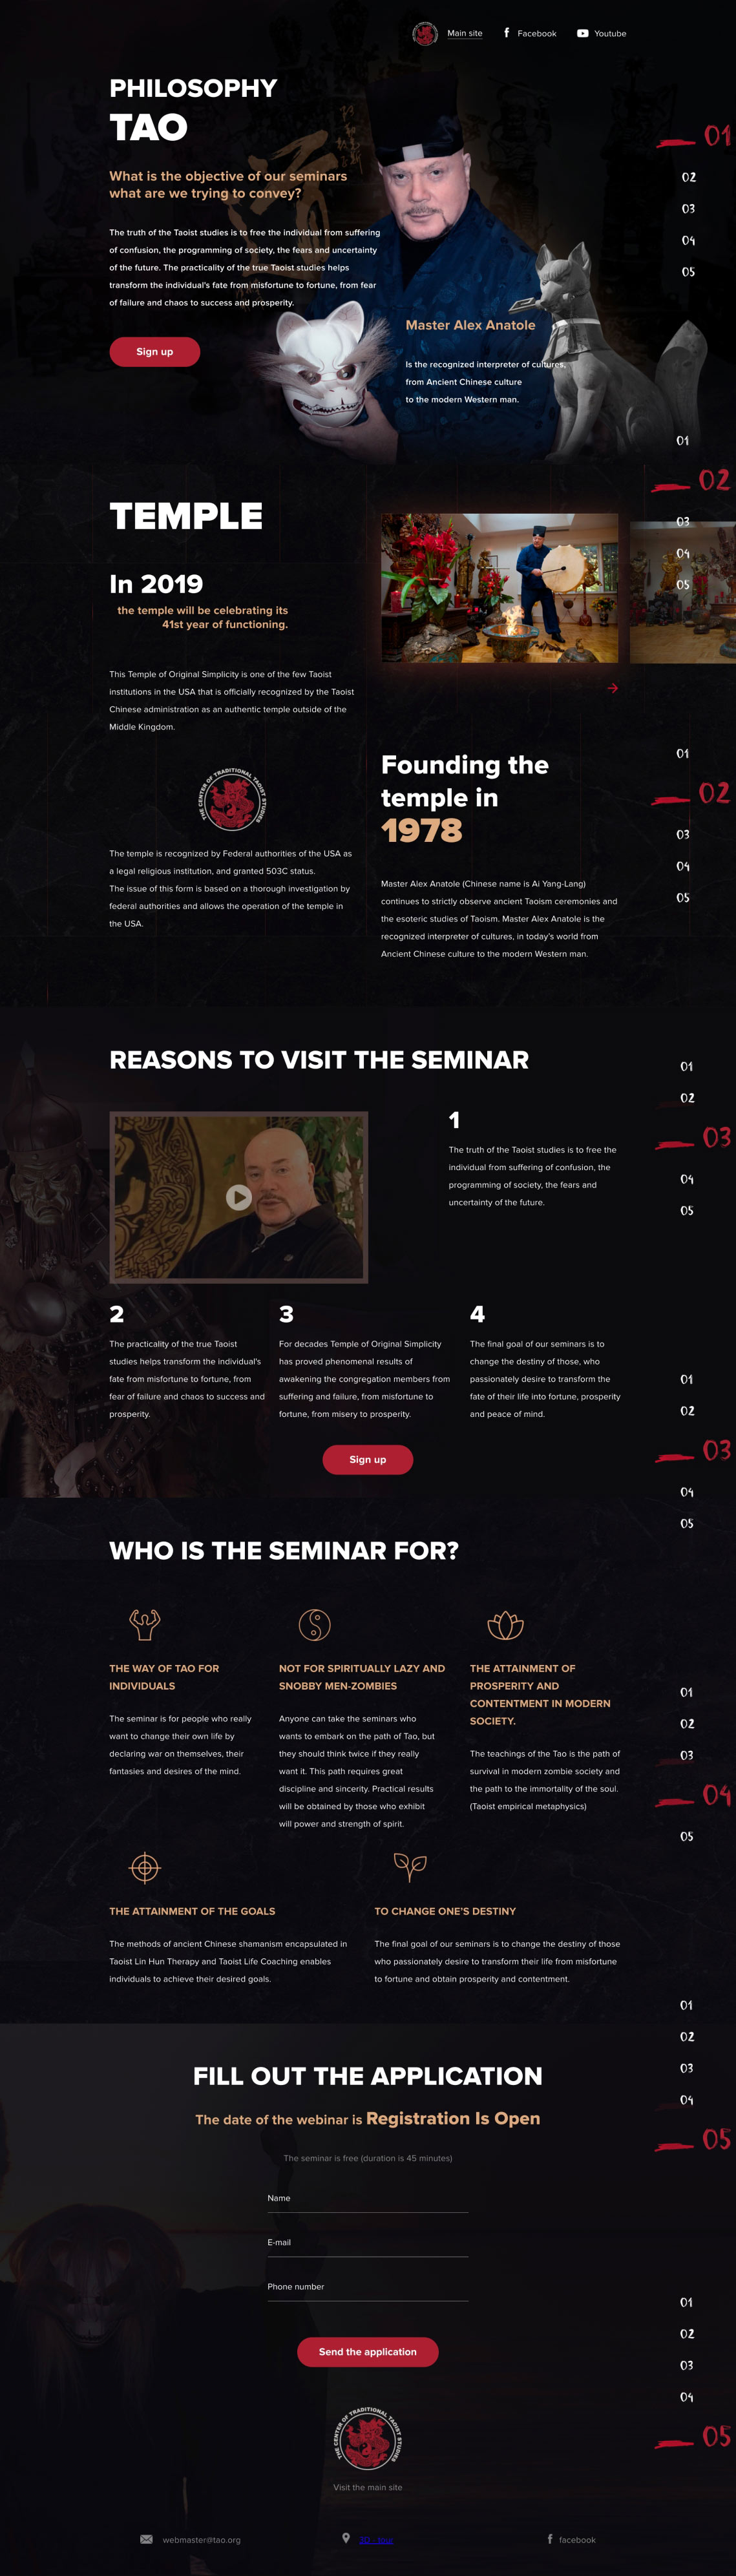 Main site
Facebook
Youtube
PHILOSOPHY
TAO
01
02
03
04
05
What is the objective of our seminars
what are we trying to convey?
The truth of the Taoist studies is to free the individual from suffering
of confusion, the programming of society, the fears and uncertainty
of the future. The practicality of the true Taoist studies helps
transform the individual's fate from misfortune to fortune, from fear
of failure and chaos to success and prosperity.
Sign up
Master Alex Anatole
Is the recognized interpreter of cultures,
from Ancient Chinese culture
to the modern Western man.
01
02
03
04
05
TEMPLE
In 2019
the temple will be celebrating its
41st year of functioning.
This Temple of Original Simplicity is one of the few Taoist
institutions in the USA that is officially recognized by the Taoist
Chinese administration as an authentic temple outside of the
Middle Kingdom.
THE CENTER OF TRADITIONAL TAOIST STUDIES
The temple is recognized by Federal authorities of the USA as
a legal religious institution, and granted 503C status.
The issue of this form is based on a thorough investigation by
federal authorities and allows the operation of the temple in
the USA.
Founding the
temple in
1978
Master Alex Anatole (Chinese name is Ai Yang-Lang)
continues to strictly observe ancient Taoism ceremonies and
the esoteric studies of Taoism. Master Alex Anatole is the
recognized interpreter of cultures, in today's world from
Ancient Chinese culture to the modern Western man.
01
02
03
04
05
REASONS TO VISIT THE SEMINAR
01
02
03
04
05
1
The truth of the Taoist studies is to free the
individual from suffering of confusion, the
programming of society, the fears and
uncertainty of the future.
2
The practicality of the true Taoist
studies helps transform the individual's
fate from misfortune to fortune, from
fear of failure and chaos to success and
prosperity.
3
For decades Temple of Original Simplicity
has proved phenomenal results of
awakening the congregation members from
suffering and failure, from misfortune to
fortune, from misery to prosperity.
4
The final goal of our seminars is to
change the destiny of those, who
passionately desire to transform the
fate of their life into fortune, prosperity
and peace of mind.
Sign up
01
02
03
04
05
WHO IS THE SEMINAR FOR?
THE WAY OF TAO FOR
INDIVIDUALS
The seminar is for people who really
want to change their own life by
declaring war on themselves, their
fantasies and desires of the mind.
NOT FOR SPIRITUALLY LAZY AND
SNOBBY MEN-ZOMBIES
Anyone can take the seminars who
wants to embark on the path of Tao, but
they should think twice if they really
want it. This path requires great
discipline and sincerity. Practical results
will be obtained by those who exhibit
will power and strength of spirit.
THE ATTAINMENT OF
PROSPERITY AND
CONTENTMENT IN MODERN
SOCIETY.
The teachings of the Tao is the path of
survival in modern zombie society and
the path to the immortality of the soul.
(Taoist empirical metaphysics)
01
02
03
04
05
THE ATTAINMENT OF THE GOALS
The methods of ancient Chinese shamanism encapsulated in
Taoist Lin Hun Therapy and Taoist Life Coaching enables
individuals to achieve their desired goals.
TO CHANGE ONE'S DESTINY
The final goal of our seminars is to change the destiny of those
who passionately desire to transform their life from misfortune
to fortune and obtain prosperity and contentment.
01
02
03
04
05
FILL OUT THE APPLICATION
The date of the webinar is Registration Is Open
The seminar is free (duration is 45 minutes)
Name
E-mail
Phone number
Send the application
01
02
03
04
05
THE CENTER OF TRADITIONAL TAOIST STUDIES
Visit the main site
webmaster@tao.org
3D - tour
facebook